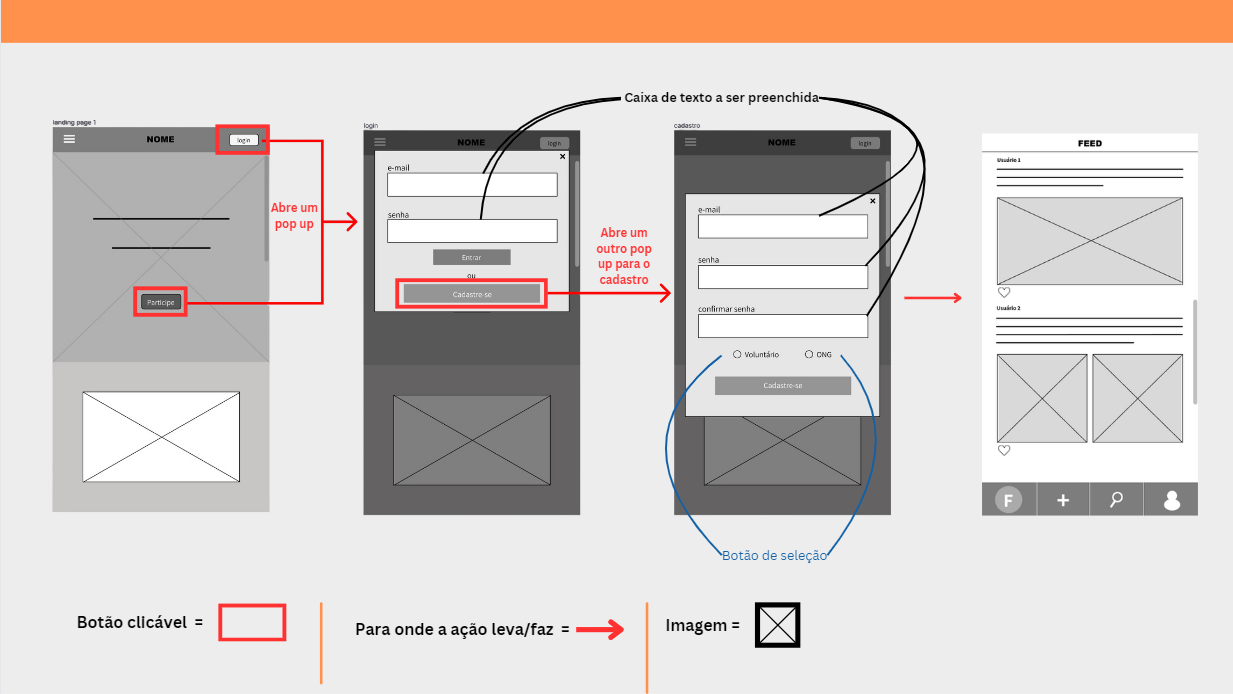 Caixa de texto a ser preenchida
landing page 1
NOME
login
Abre um
pop up
Participe
login
NOME
login
e-mail
senha
Entrar
ou
Cadastre-se
Abre um
outro pop
up para o
cadastro
cadastro
NOME
login
e-mail
senha
confirmar senha
Voluntário
ONG
Cadastre-se
Botão de seleção
FEED
Usuário 1
Usuário 2
F
Botão clicável =
Para onde a ação leva/faz =
Imagem =